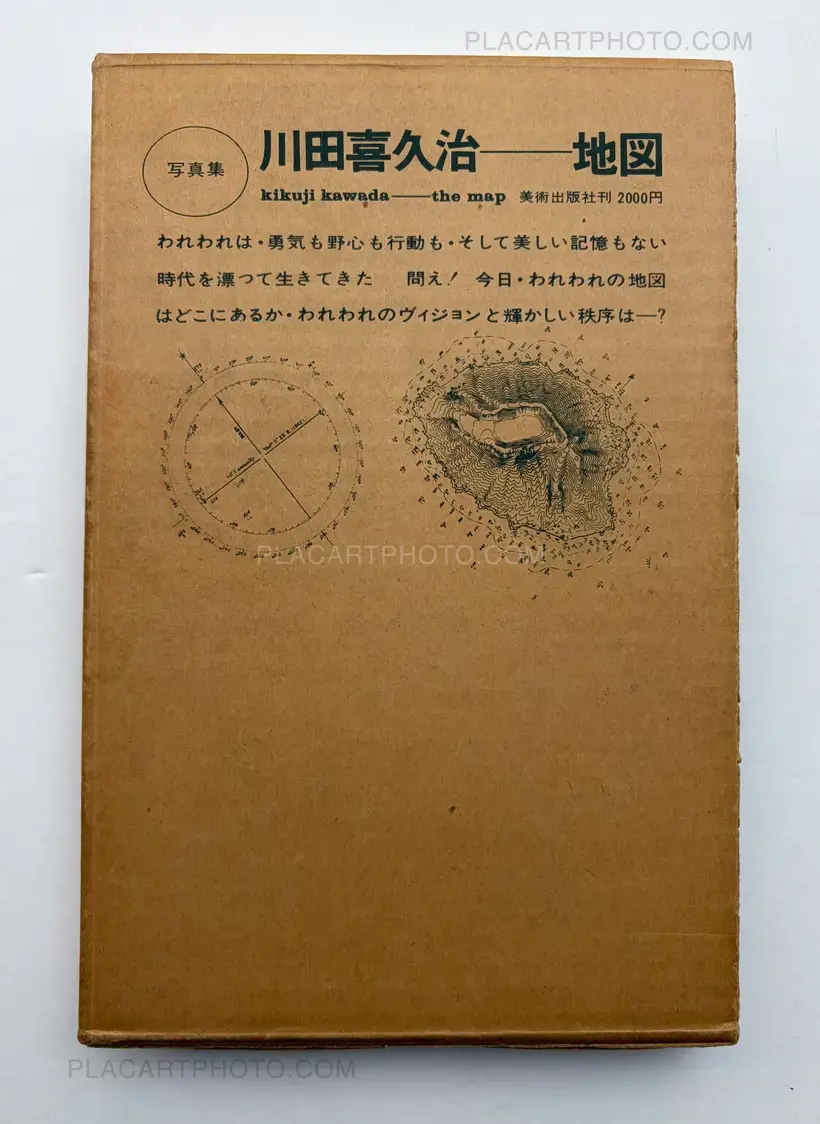 PLACARTPHOTO.COM
写真集
川田喜久治——地図
kikuji kawada——the map 美術出版社刊 2000円
われわれは・勇気も野心も行動も・そして美しい記憶もない
時代を漂つて生きてきた 問え! 今日・われわれの地図
はどこにあるか・われわれのヴィジョンと輝かしい秩序は—?
PLACARTPHOTO.COM
PLACARTPHOTO.COM